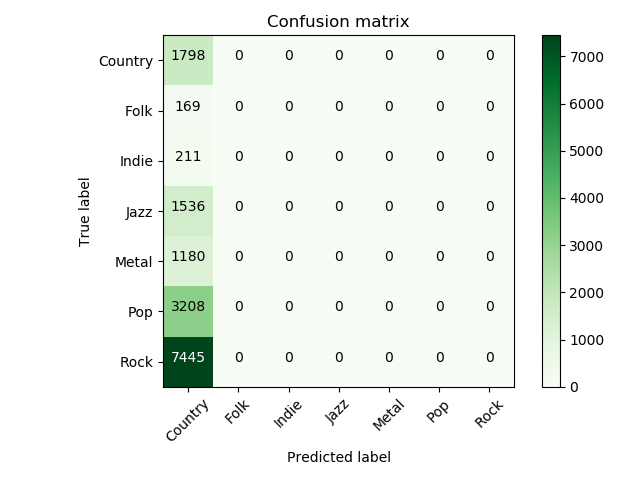 Confusion matrix
Country 1798 0 0 0 0 0 0
Folk 169 0 0 0 0 0 0
Indie 211 0 0 0 0 0 0
Jazz 1536 0 0 0 0 0 0
Metal 1180 0 0 0 0 0 0
Pop 3208 0 0 0 0 0 0
Rock 7445 0 0 0 0 0 0
True label
Country Folk Indie Jazz Metal Pop Rock
Predicted label
7000
6000
5000
4000
3000
2000
1000
0